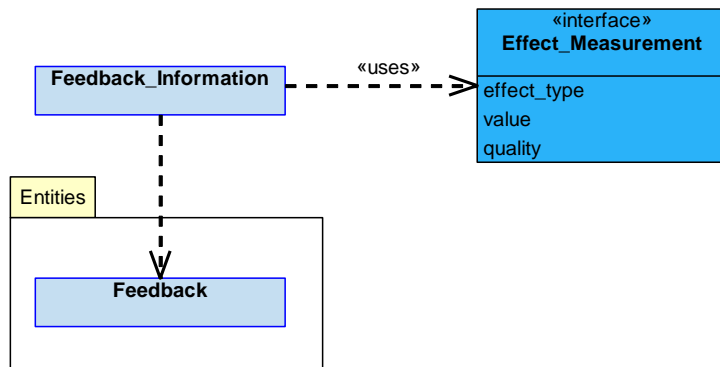 «interface»
Effect_Measurement
Feedback_Information
«uses»
effect_type
value
quality
Entities
Feedback